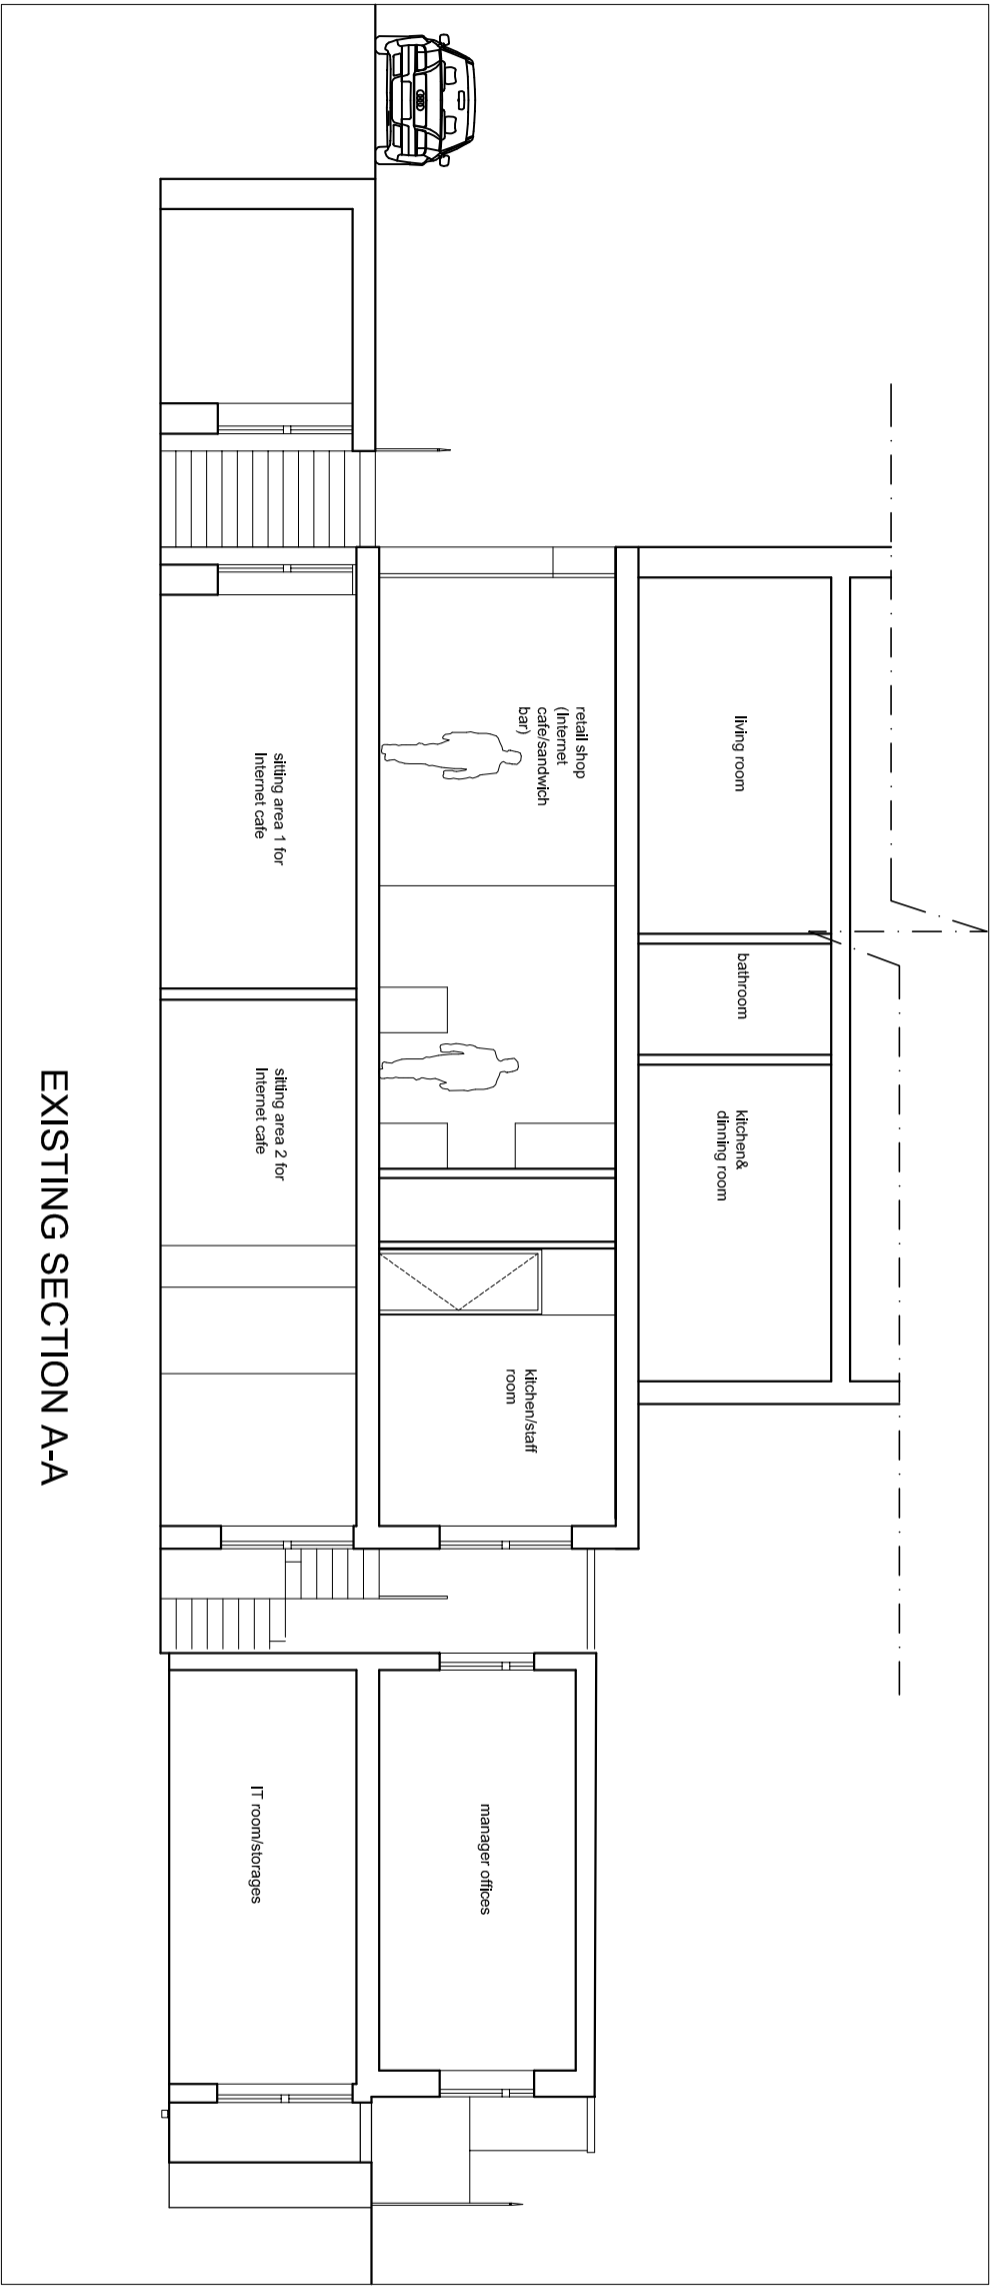 living room
bathroom
kitchen&
dinning room
retail shop
(Internet
cafe/sandwich
bar)
kitchen/staff
room
manager offices
sitting area 1 for
Internet cafe
sitting area 2 for
Internet cafe
IT room/storages
EXISTING SECTION A-A